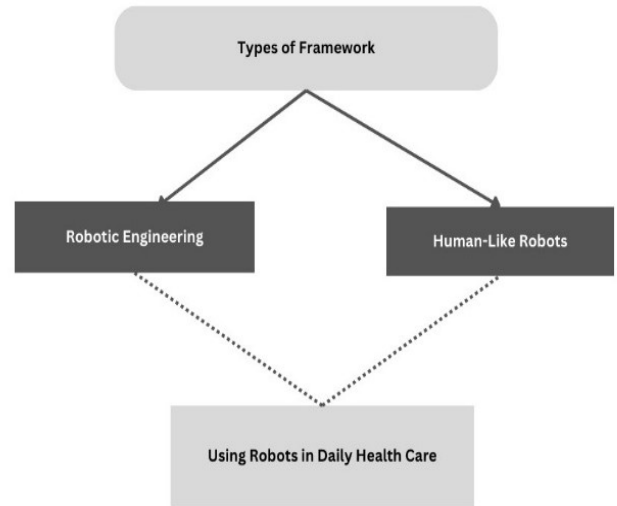 Types of Framework
Robotic Engineering
Human-Like Robots
Using Robots in Daily Health Care